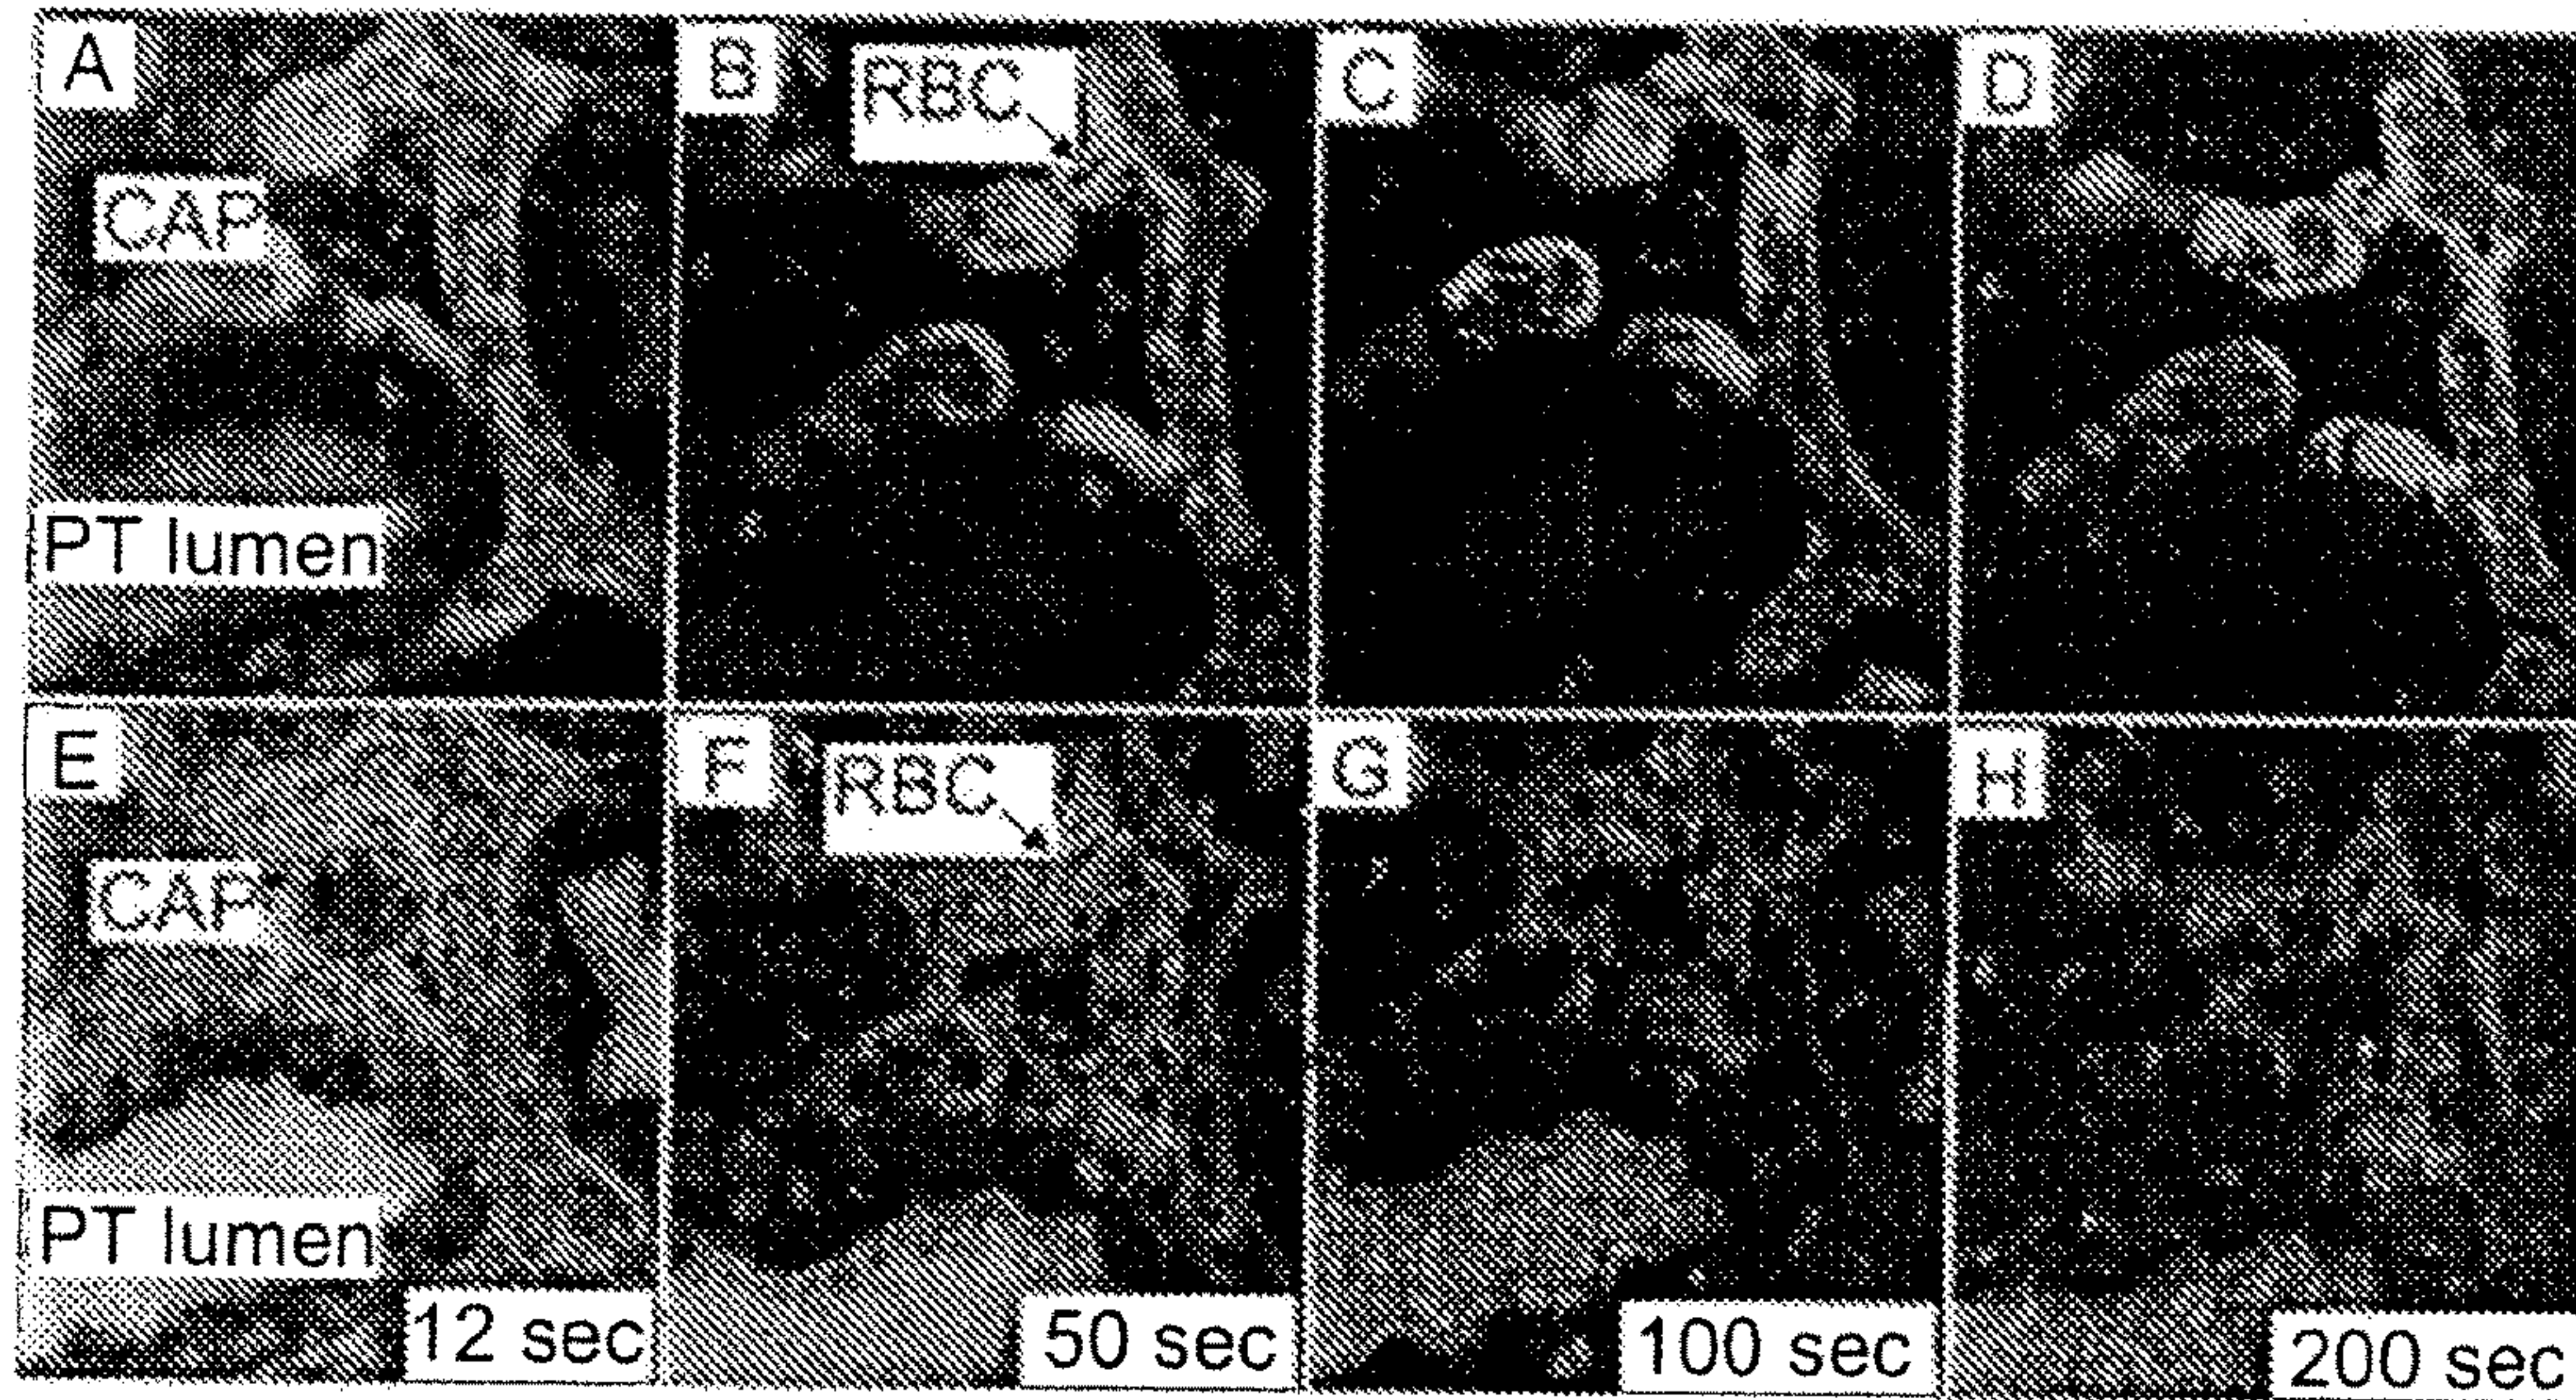 A
B
RBC
C
D
CAP
PT lumen
E
F
RBC
G
H
CAP
PT lumen
12 sec
50 sec
100 sec
200 sec